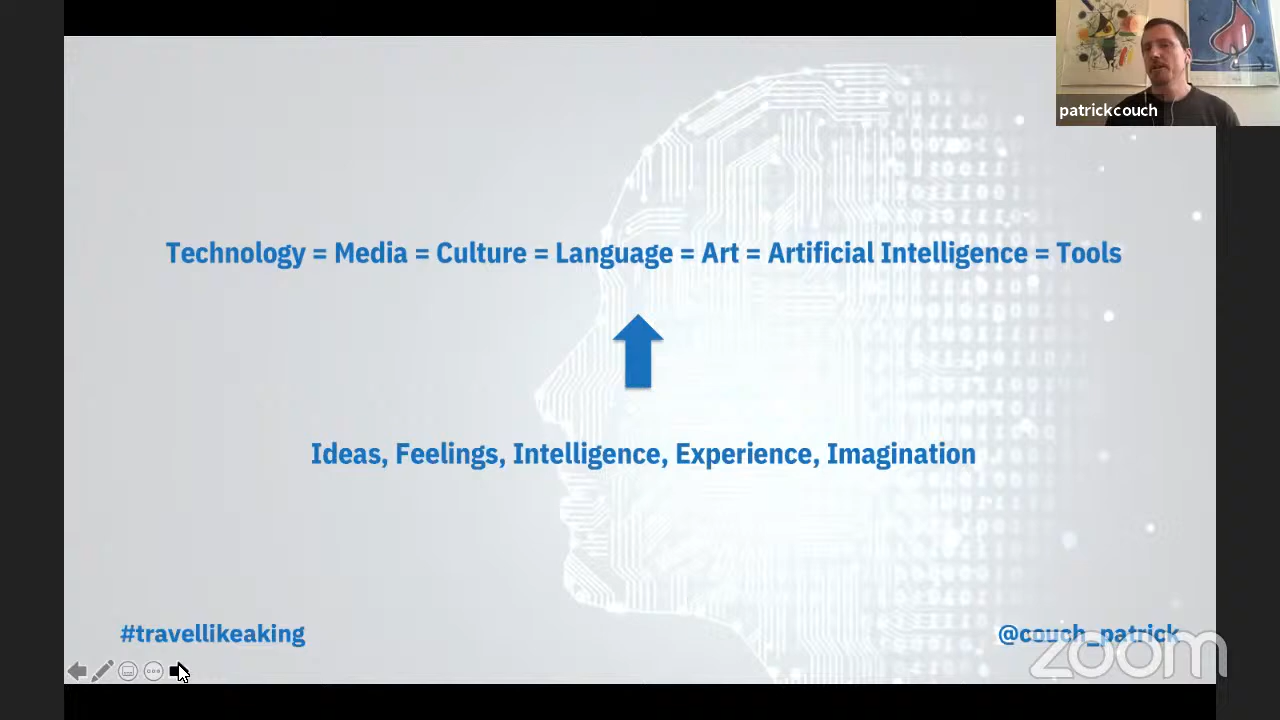 patrickcouch
Technology = Media = Culture = Language = Art = Artificial Intelligence = Tools
Ideas, Feelings, Intelligence, Experience, Imagination
#travellikeaking
@couch_patrick
zoom